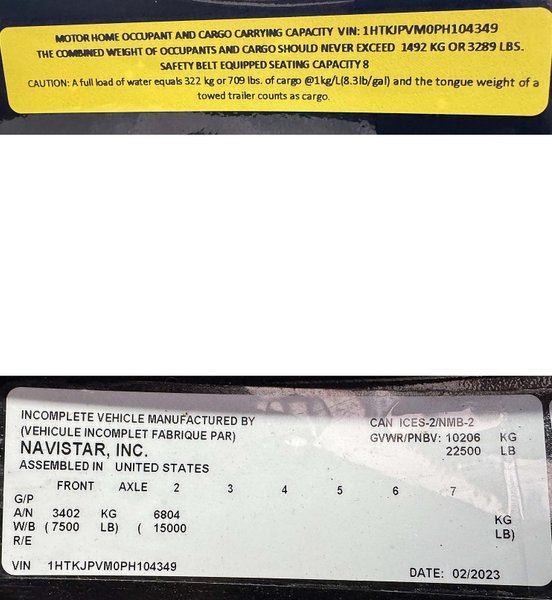 MOTOR HOME OCCUPANT AND CARGO CARRYING CAPACITY VIN: 1HTKJPVM0PH104349
THE COMBINED WEIGHT OF OCCUPANTS AND CARGO SHOULD NEVER EXCEED 1492 KG OR 3289 LBS.
SAFETY BELT EQUIPPED SEATING CAPACITY 8
CAUTION: A full load of water equals 322 kg or 709 lbs. of cargo @1kg/L(8.3lb/gal) and the tongue weight of a
towed trailer counts as cargo.
INCOMPLETE VEHICLE MANUFACTURED BY CAN ICES-2/NMB-2
(VEHICULE INCOMPLET FABRIQUE PAR) GVWR/PNBV: 10206 KG
NAVISTAR, INC. 22500 LB
ASSEMBLED IN UNITED STATES
FRONT AXLE 2 3 4 5 6 7
G/P
A/N 3402 KG 6804 KG
W/B ( 7500 LB) ( 15000 LB)
R/E
VIN 1HTKJPVM0PH104349 DATE: 02/2023